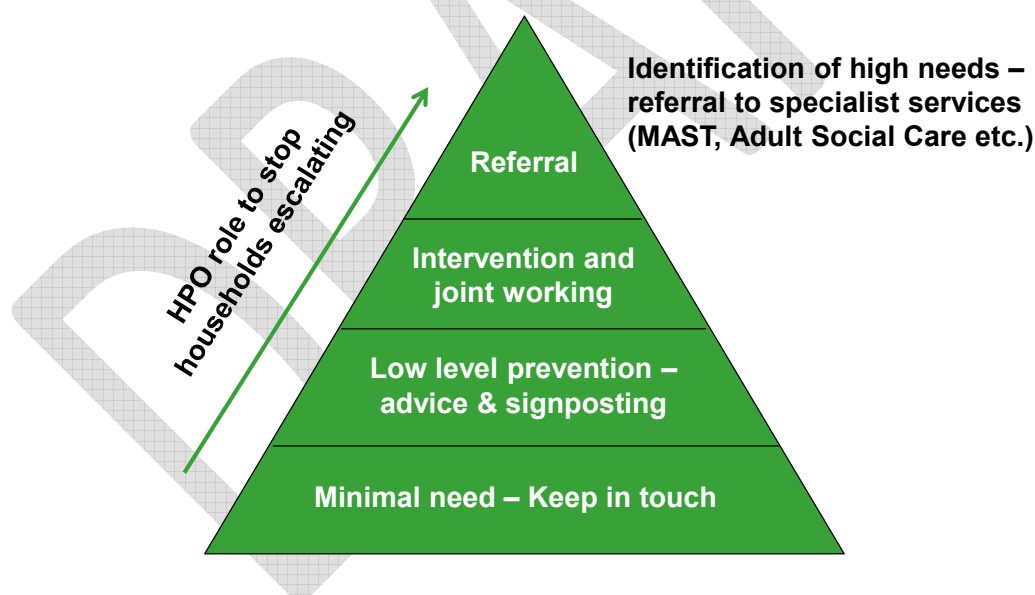 Identification of high needs –
referral to specialist services
(MAST, Adult Social Care etc.)
HPO role to stop
households escalating
Referral
Intervention and
joint working
Low level prevention –
advice & signposting
Minimal need – Keep in touch